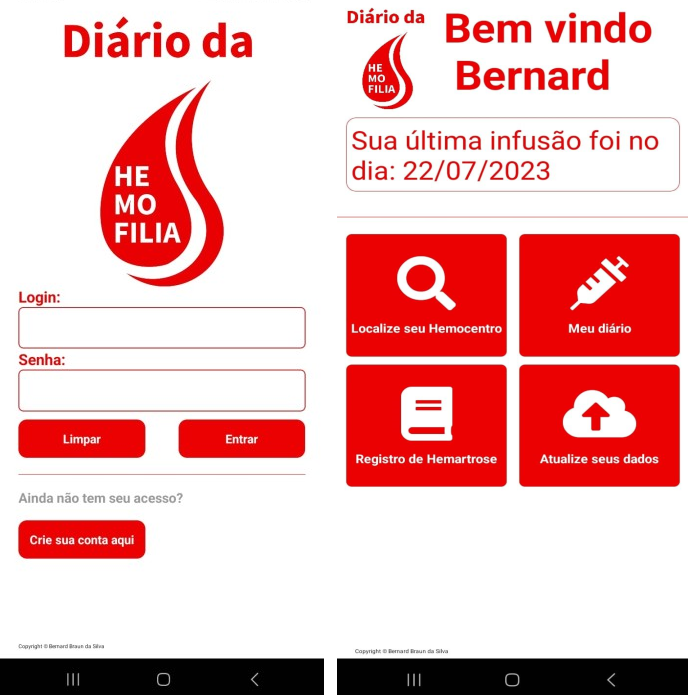 Diário da
HE
MO
FILIA
Login:
Senha:
Limpar
Entrar
Ainda não tem seu acesso?
Crie sua conta aqui
Copyright © Bernard Braun da Silva
Diário da
HE
MO
FILIA
Bem vindo
Bernard
Sua última infusão foi no
dia: 22/07/2023
Localize seu Hemocentro
Meu diário
Registro de Hemartrose
Atualize seus dados
Copyright © Bernard Braun da Silva